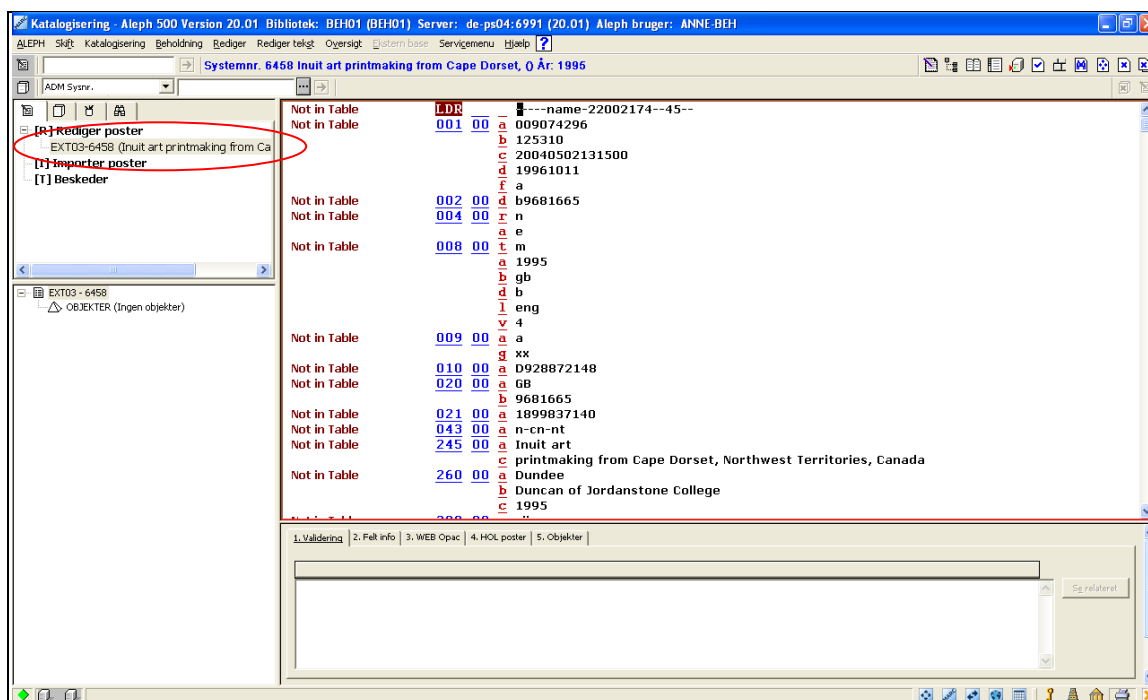 Katalogisering - Aleph 500 Version 20.01 Bibliotek: BEH01 (BEH01) Server: de-ps04:6991 (20.01) Aleph bruger: ANNE-BEH
ALEPH Skift Katalogisering Beholdning Rediger Rediger tekst Oversigt Ekstern base Servicemenu Hjælp ?
Systemnr. 6458 Inuit art printmaking from Cape Dorset, () År: 1995
ADM Sysnr.
[R] Rediger poster
EXT03-6458 (Inuit art printmaking from Ca
[I] Importer poster
[T] Beskeder
EXT03 - 6458
OBJEKTER (Ingen objekter)
Not in Table LDR ----name-22002174--45--
Not in Table 001 00 a 009074296
b 125310
c 20040502131500
d 19961011
f a
Not in Table 002 00 d b9681665
Not in Table 004 00 r n
a e
Not in Table 008 00 t m
a 1995
b gb
d b
l eng
v 4
Not in Table 009 00 a a
g xx
Not in Table 010 00 a D928872148
Not in Table 020 00 a GB
b 9681665
Not in Table 021 00 a 1899837140
Not in Table 043 00 a n-cn-nt
Not in Table 245 00 a Inuit art
c printmaking from Cape Dorset, Northwest Territories, Canada
Not in Table 260 00 a Dundee
b Duncan of Jordanstone College
c 1995
1. Validering 2. Felt info 3. WEB Opac 4. HOL poster 5. Objekter
Se relateret